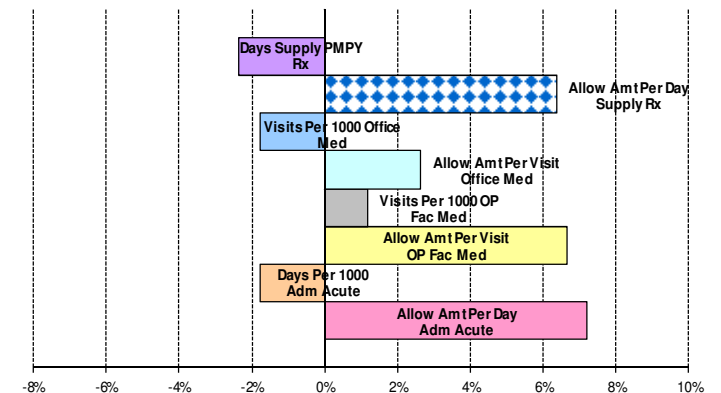 Days Supply PMPY
Rx
Allow Amt Per Day
Supply Rx
Visits Per 1000 Office
Med
Allow Amt Per Visit
Office Med
Visits Per 1000 OP
Fac Med
Allow Amt Per Visit
OP Fac Med
Days Per 1000
Adm Acute
Allow Amt Per Day
Adm Acute
-8% -6% -4% -2% 0% 2% 4% 6% 8% 10%